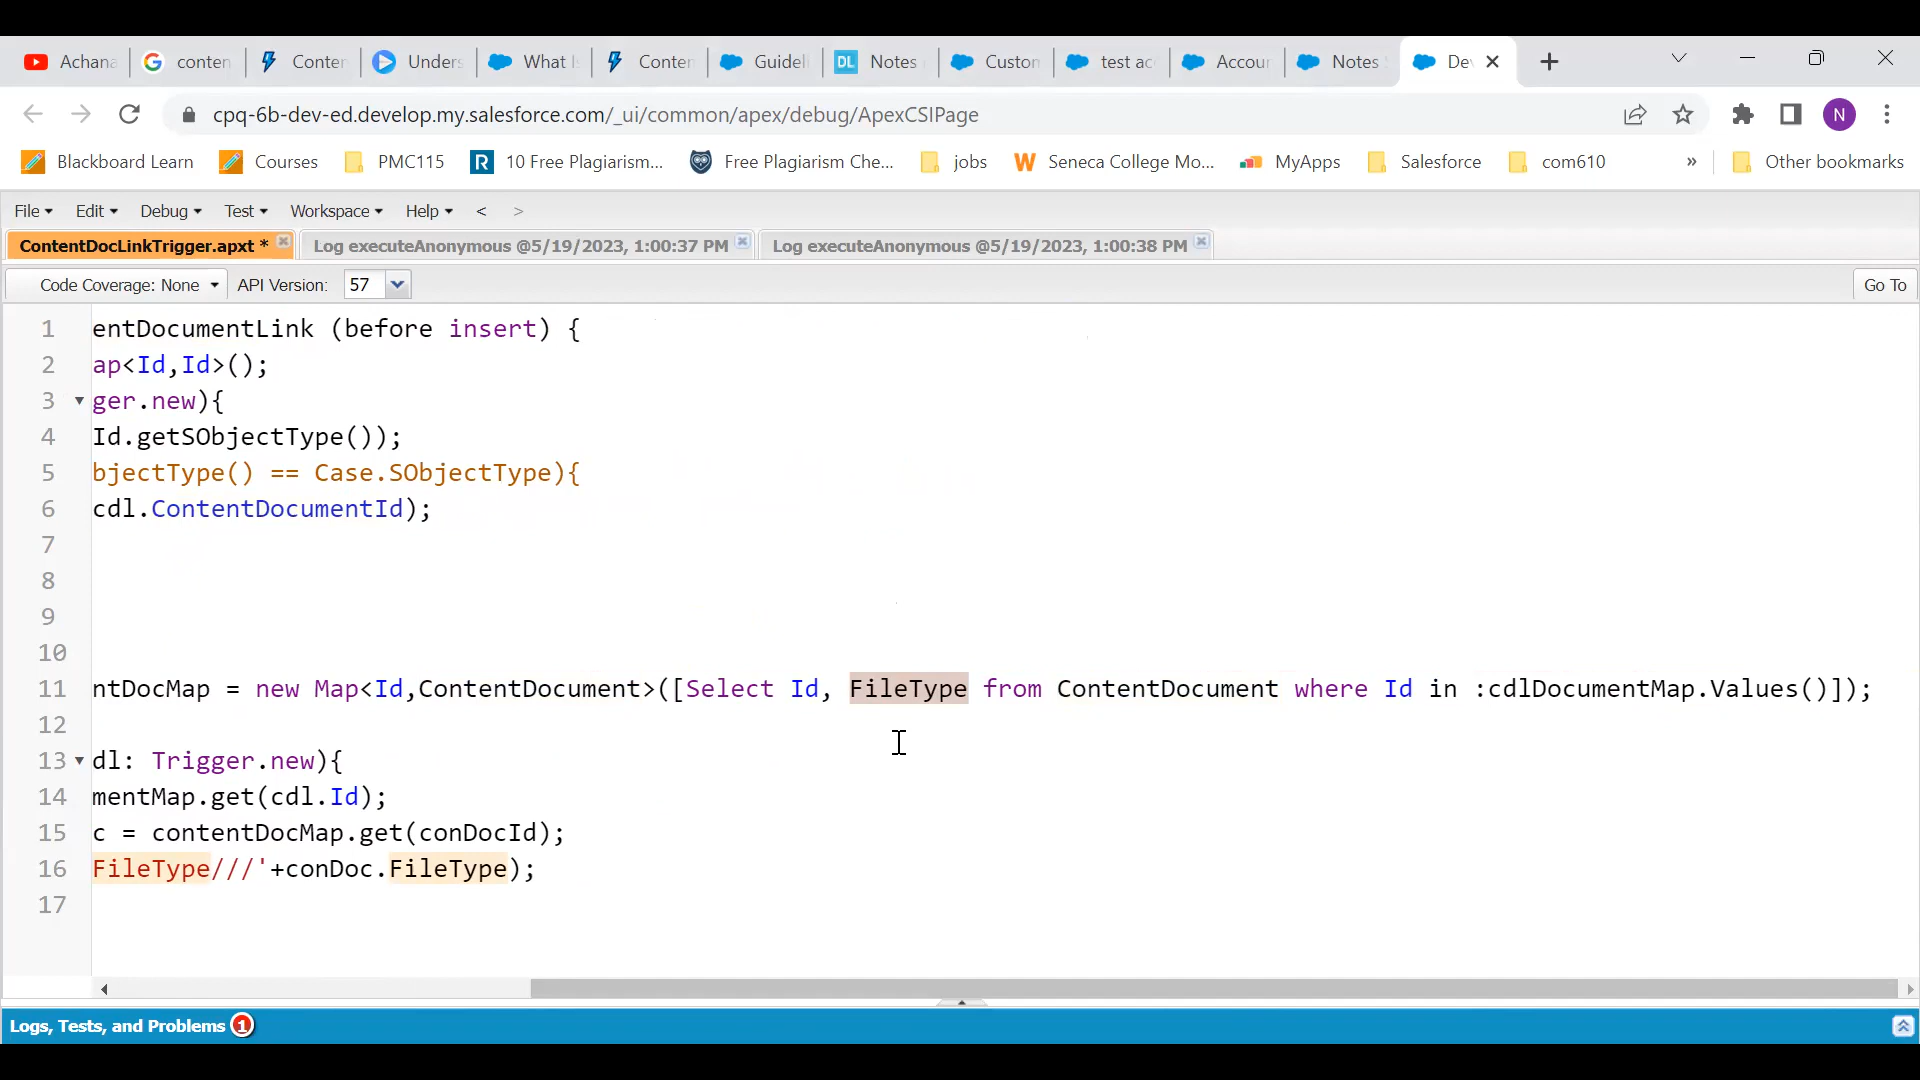 Achana
conten
Conten
Unders
What I
Conten
Guideli
DL Notes
Custom
test acc
Accou
Notes
De
cpq-6b-dev-ed.develop.my.salesforce.com/_ui/common/apex/debug/ApexCSIPage
N
Blackboard Learn
Courses
PMC115
R 10 Free Plagiarism...
Free Plagiarism Che...
jobs
W Seneca College Mo...
MyApps
Salesforce
com610
»
Other bookmarks
File Edit Debug Test Workspace Help < >
ContentDocLinkTrigger.apxt * Log executeAnonymous @5/19/2023, 1:00:37 PM Log executeAnonymous @5/19/2023, 1:00:38 PM
Code Coverage: None API Version: 57 Go To
1 entDocumentLink (before insert) {
2 ap<Id,Id>();
3 ger.new){
4 Id.getSObjectType());
5 bjectType() == Case.SObjectType){
6 cdl.ContentDocumentId);
7
8
9
10
11 ntDocMap = new Map<Id,ContentDocument>([Select Id, FileType from ContentDocument where Id in :cdlDocumentMap.Values()]);
12
13 dl: Trigger.new){
14 mentMap.get(cdl.Id);
15 c = contentDocMap.get(conDocId);
16 FileType///'+conDoc.FileType);
17
Logs, Tests, and Problems 1